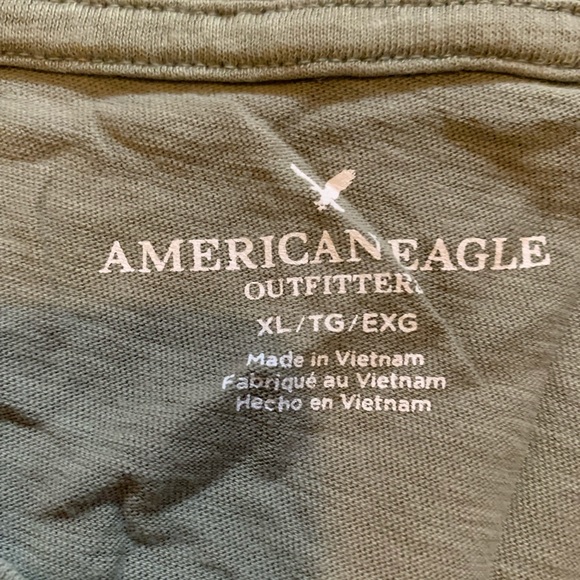 AMERICAN EAGLE
OUTFITTERS
XL/TG/EXG
Made in Vietnam
Fabriqué au Vietnam
Hecho en Vietnam